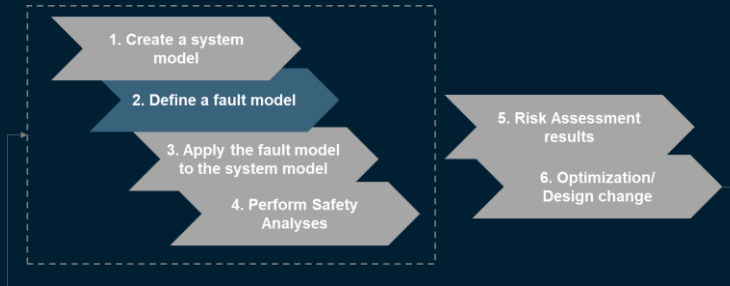 1. Create a system
model
2. Define a fault model
3. Apply the fault model
to the system model
4. Perform Safety
Analyses
5. Risk Assessment
results
6. Optimization/
Design change